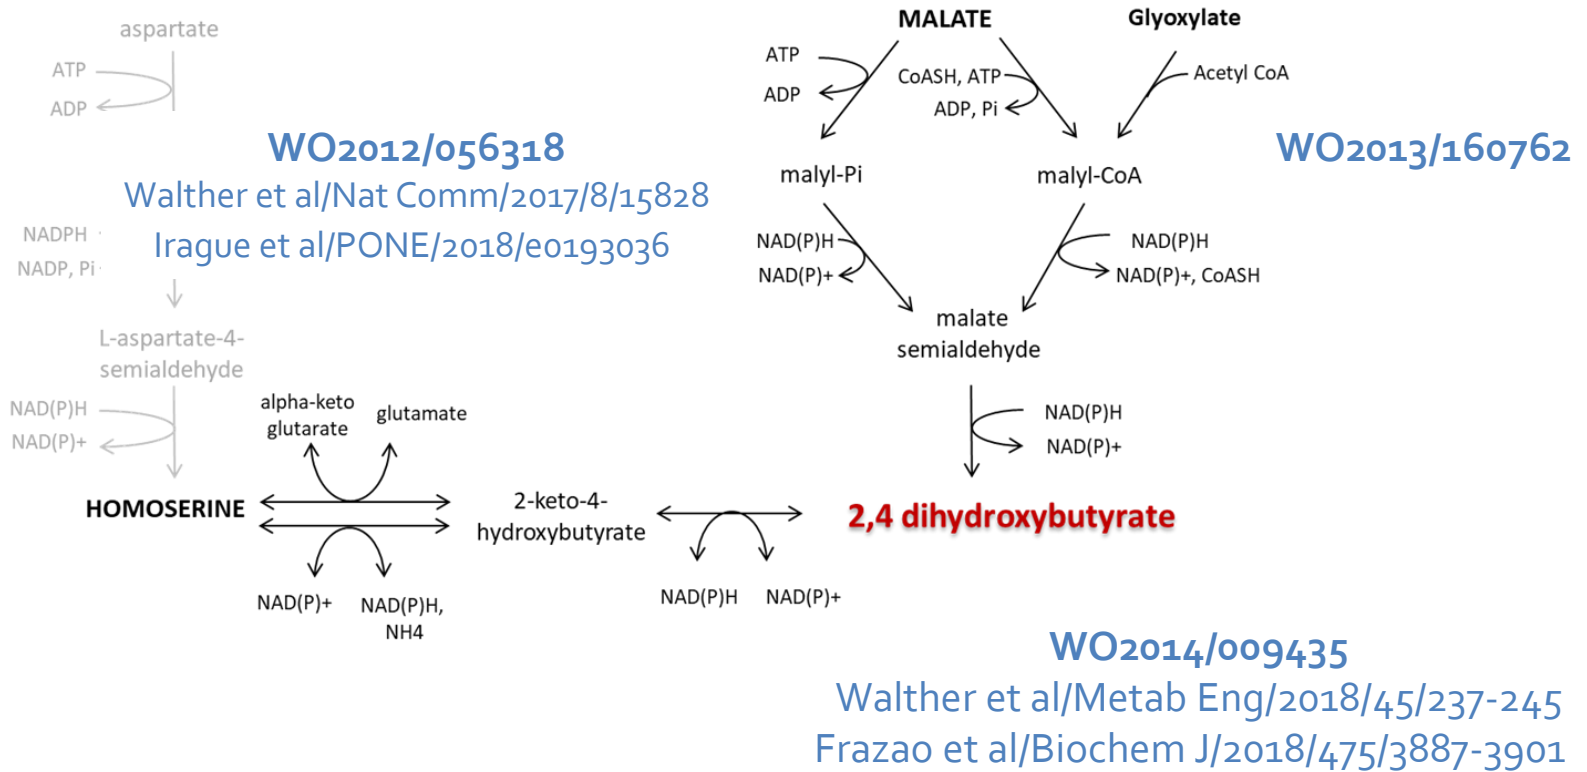 aspartate
ATP
ADP
NADPH
NADP, Pi
L-aspartate-4-
semialdehyde
NAD(P)H
NAD(P)+
HOMOSERINE
alpha-keto
glutarate
glutamate
NAD(P)+
NAD(P)H,
NH4
2-keto-4-
hydroxybutyrate
NAD(P)H
NAD(P)+
WO2012/056318
Walther et al/Nat Comm/2017/8/15828
Irague et al/PONE/2018/e0193036
MALATE
Glyoxylate
ATP
ADP
CoASH, ATP
ADP, Pi
Acetyl CoA
malyl-Pi
malyl-CoA
NAD(P)H
NAD(P)+
NAD(P)H
NAD(P)+, CoASH
malate
semialdehyde
NAD(P)H
NAD(P)+
2,4 dihydroxybutyrate
WO2013/160762
WO2014/009435
Walther et al/Metab Eng/2018/45/237-245
Frazao et al/Biochem J/2018/475/3887-3901